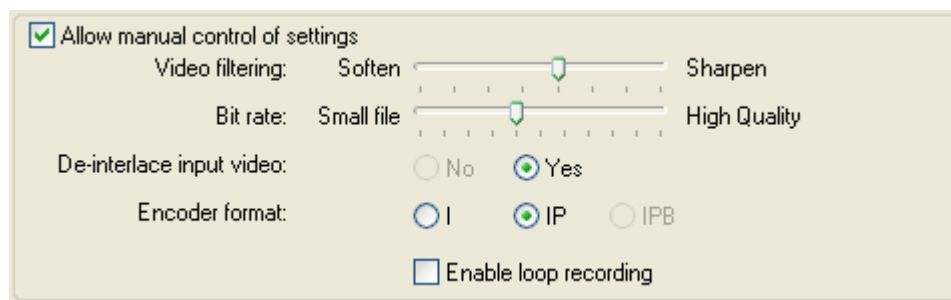 Allow manual control of settings
Video filtering: Soften Sharpen
Bit rate: Small file High Quality
De-interlace input video: No Yes
Encoder format: I IP IPB
Enable loop recording